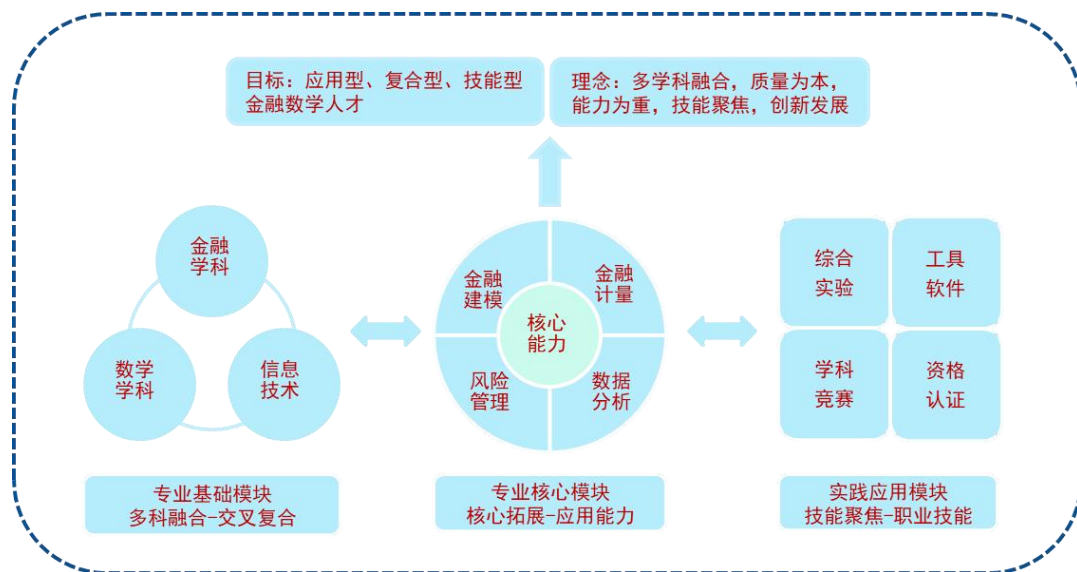 目标：应用型、复合型、技能型
金融数学人才
理念：多学科融合，质量为本，
能力为重，技能聚焦，创新发展
金融
学科
数学
学科
信息
技术
金融
建模
金融
计量
核心
能力
风险
管理
数据
分析
综合
实验
工具
软件
学科
竞赛
资格
认证
专业基础模块
多科融合-交叉复合
专业核心模块
核心拓展-应用能力
实践应用模块
技能聚焦-职业技能